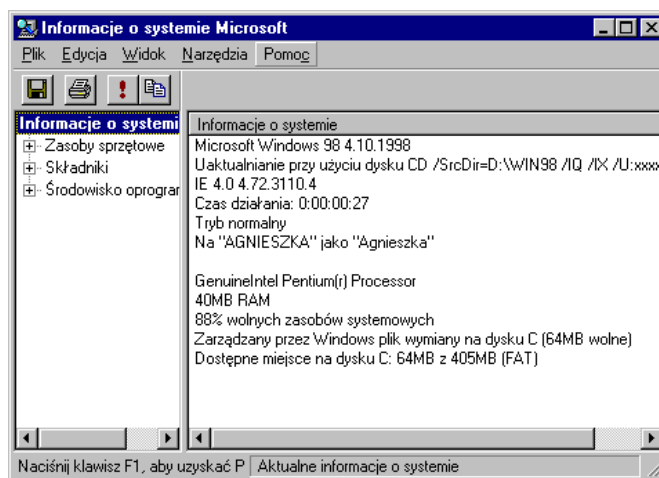 Informacje o systemie Microsoft
Plik Edycja Widok Narzędzia Pomoc
Informacje o systemi
Zasoby sprzętowe
Składniki
Środowisko oprogran
Informacje o systemie
Microsoft Windows 98 4.10.1998
Uaktualnianie przy użyciu dysku CD /SrcDir=D:\WIN98 /IQ /IX /U:xxxx
IE 4.0 4.72.3110.4
Czas działania: 0:00:00:27
Tryb normalny
Na "AGNIESZKA" jako "Agnieszka"
GenuineIntel Pentium(r) Processor
40MB RAM
88% wolnych zasobów systemowych
Zarządzany przez Windows plik wymiany na dysku C (64MB wolne)
Dostępne miejsce na dysku C: 64MB z 405MB (FAT)
Naciśnij klawisz F1, aby uzyskać P
Aktualne informacje o systemie